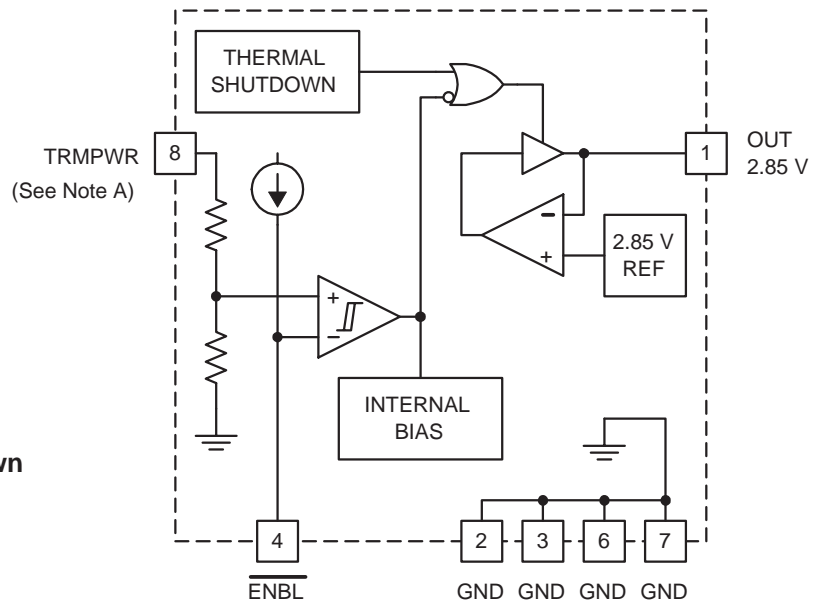 THERMAL
SHUTDOWN
TRMPWR
8
(See Note A)
1
OUT
2.85 V
−
+
2.85 V
REF
+
−
INTERNAL
BIAS
wn
4
2
3
6
7
ENBL
GND
GND
GND
GND